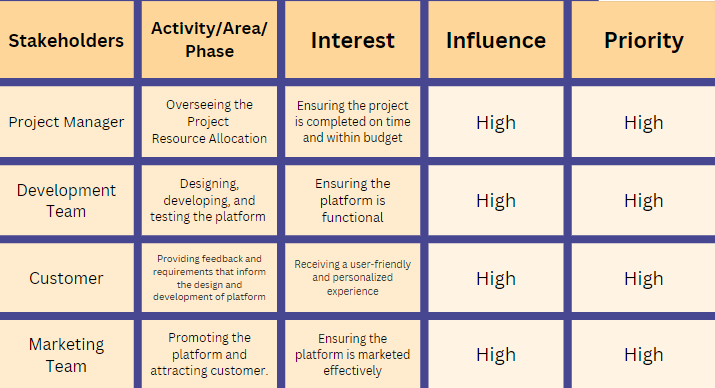 Stakeholders
Activity/Area/
Phase
Interest
Influence
Priority
Project Manager
Overseeing the
Project
Resource Allocation
Ensuring the project
is completed on time
and within budget
High
High
Development
Team
Designing,
developing, and
testing the platform
Ensuring the
platform is
functional
High
High
Customer
Providing feedback and
requirements that inform
the design and
development of platform
Receiving a user-friendly
and personalized
experience
High
High
Marketing
Team
Promoting the
platform and
attracting customer.
Ensuring the
platform is marketed
effectively
High
High